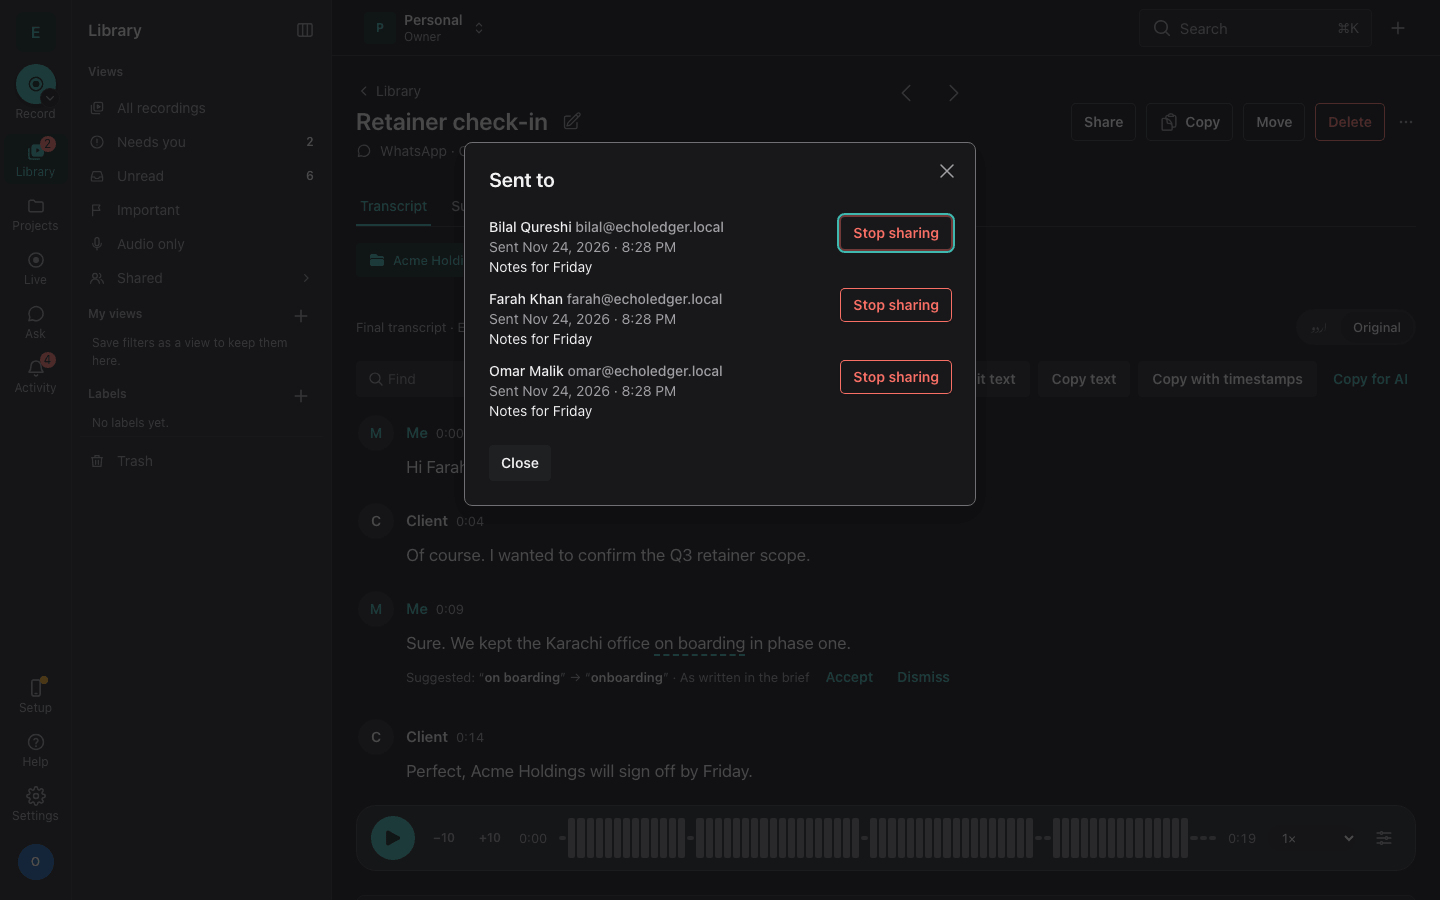 E
Record
2
Library
Projects
Live
Ask
4
Activity
Setup
Help
Settings
O
Library
Views
All recordings
Needs you 2
Unread 6
Important
Audio only
Shared
My views
Save filters as a view to keep them
here.
Labels
No labels yet.
Trash
P
Personal
Owner
Search ⌘K
Library
Retainer check-in
Share Copy Move Delete
WhatsApp ·
Transcript
Sent to
Bilal Qureshi bilal@echoledger.local
Sent Nov 24, 2026 · 8:28 PM
Notes for Friday
Stop sharing
Farah Khan farah@echoledger.local
Sent Nov 24, 2026 · 8:28 PM
Notes for Friday
Stop sharing
Omar Malik omar@echoledger.local
Sent Nov 24, 2026 · 8:28 PM
Notes for Friday
Stop sharing
Close
Acme
Final transcript ·
Original
Find
text Copy text Copy with timestamps Copy for AI
M Me 0:00
Hi Farah
C Client 0:04
Of course. I wanted to confirm the Q3 retainer scope.
M Me 0:09
Sure. We kept the Karachi office on boarding in phase one.
Suggested: “on boarding” → “onboarding” · As written in the brief Accept Dismiss
C Client 0:14
Perfect, Acme Holdings will sign off by Friday.
−10 +10 0:00 0:19 1×